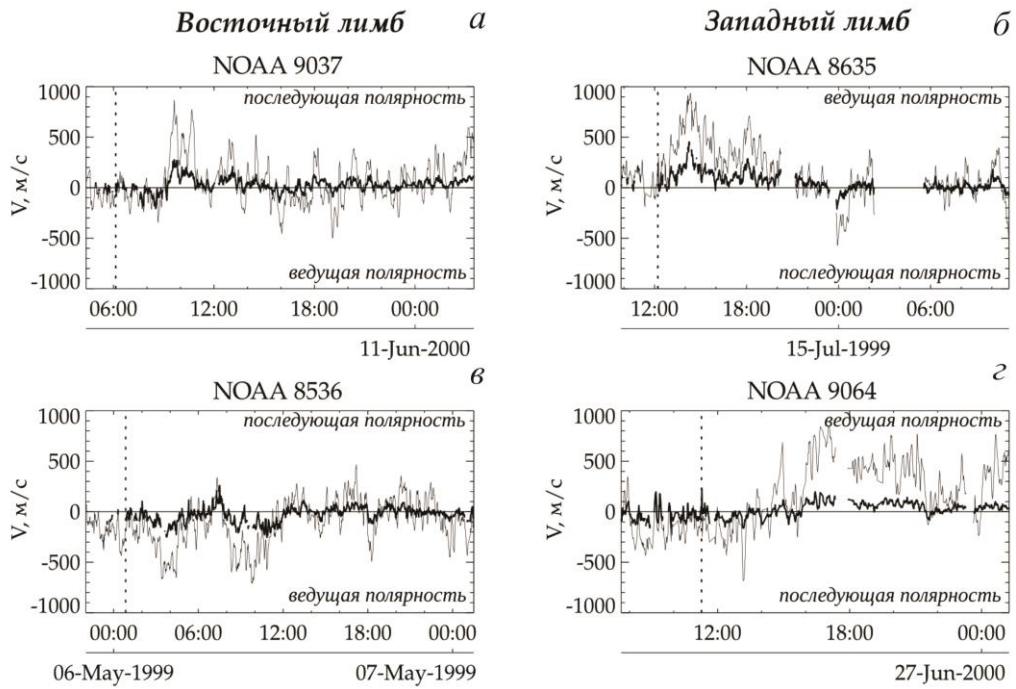 Восточный лимб а
Западный лимб б
NOAA 9037
NOAA 8635
1000
500
0
-500
-1000
V, м/с
последующая полярность
ведущая полярность
06:00 12:00 18:00 00:00
11-Jun-2000
1000
500
0
-500
-1000
V, м/с
ведущая полярность
последующая полярность
12:00 18:00 00:00 06:00
15-Jul-1999
в
NOAA 8536
1000
500
0
-500
-1000
V, м/с
последующая полярность
ведущая полярность
00:00 06:00 12:00 18:00 00:00
06-May-1999 07-May-1999
г
NOAA 9064
1000
500
0
-500
-1000
V, м/с
ведущая полярность
последующая полярность
12:00 18:00 00:00
27-Jun-2000